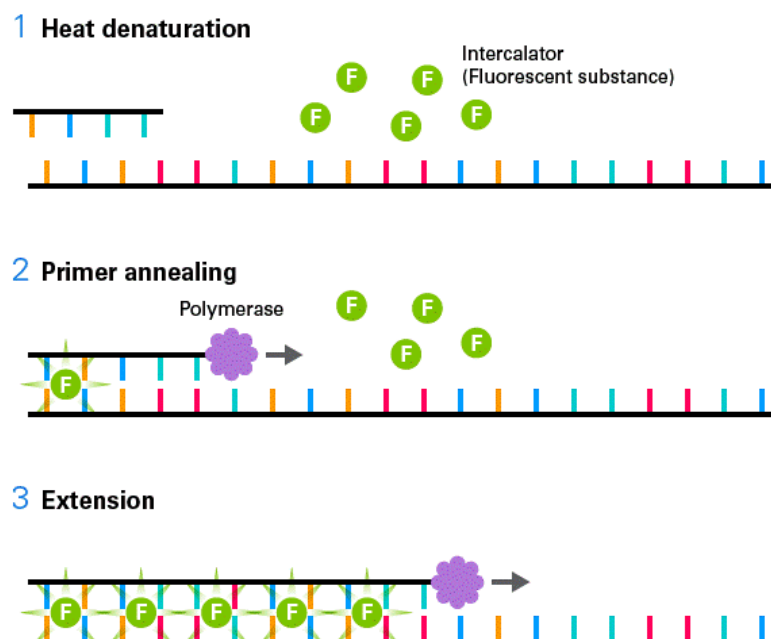 1 Heat denaturation
Intercalator
(Fluorescent substance)
F
F
F
F
F
2 Primer annealing
Polymerase
F
F
F
F
F
3 Extension
F
F
F
F
F